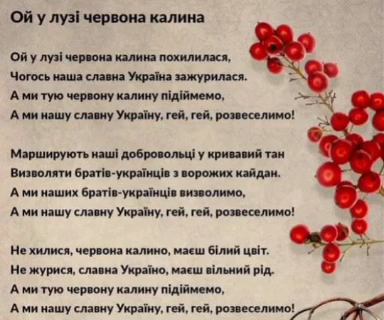 Ой у лузі червона калина
Ой у лузі червона калина похилилася,
Чогось наша славна Україна зажурилася.
А ми тую червону калину підіймемо,
А ми нашу славну Україну, гей, гей, розвеселимо!
Марширують наші добровольці у кривавий тан
Визволяти братів-українців з ворожих кайдан.
А ми наших братів-українців визволимо,
А ми нашу славну Україну, гей, гей, розвеселимо!
Не хилися, червона калино, маєш білий цвіт.
Не журися, славна Україно, маєш вільний рід.
А ми тую червону калину підіймемо,
А ми нашу славну Україну, гей, гей, розвеселимо!